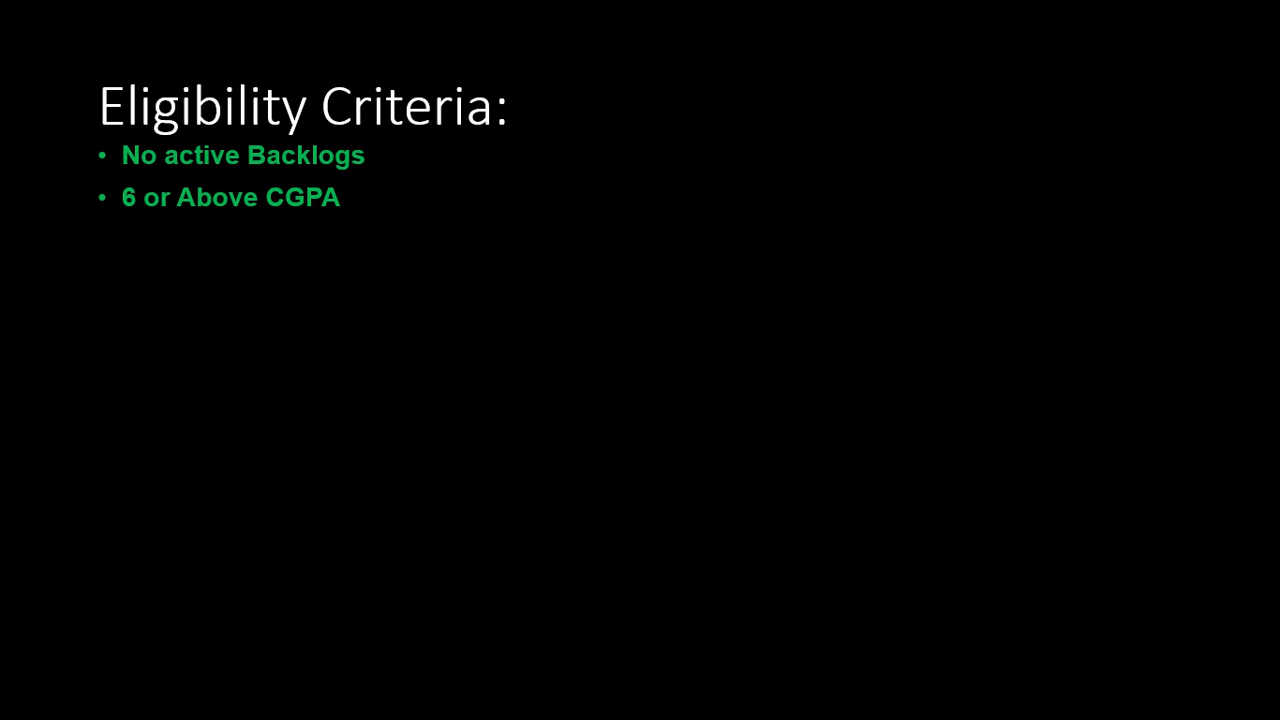 Eligibility Criteria:
• No active Backlogs
• 6 or Above CGPA